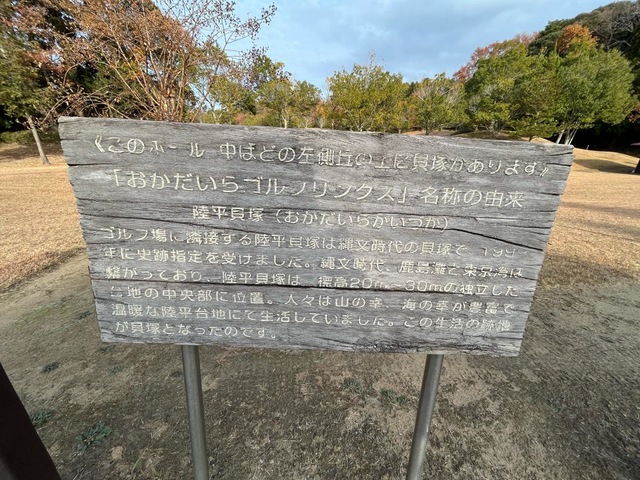 《このホール 中ほどの左側丘の上に貝塚があります》
「おかだいらゴルフリンクス」名称の由来
陸平貝塚（おかだいらかいづか）
ゴルフ場に隣接する陸平貝塚は縄文時代の貝塚で 199
年に史跡指定を受けました。縄文時代、鹿島灘と東京湾は
繋がっており、陸平貝塚は、標高20m～30mの独立した
台地の中央部に位置。人々は山の幸、海の幸が豊富で
温暖な陸平台地にて生活していました。この生活の跡地
が貝塚となったのです。